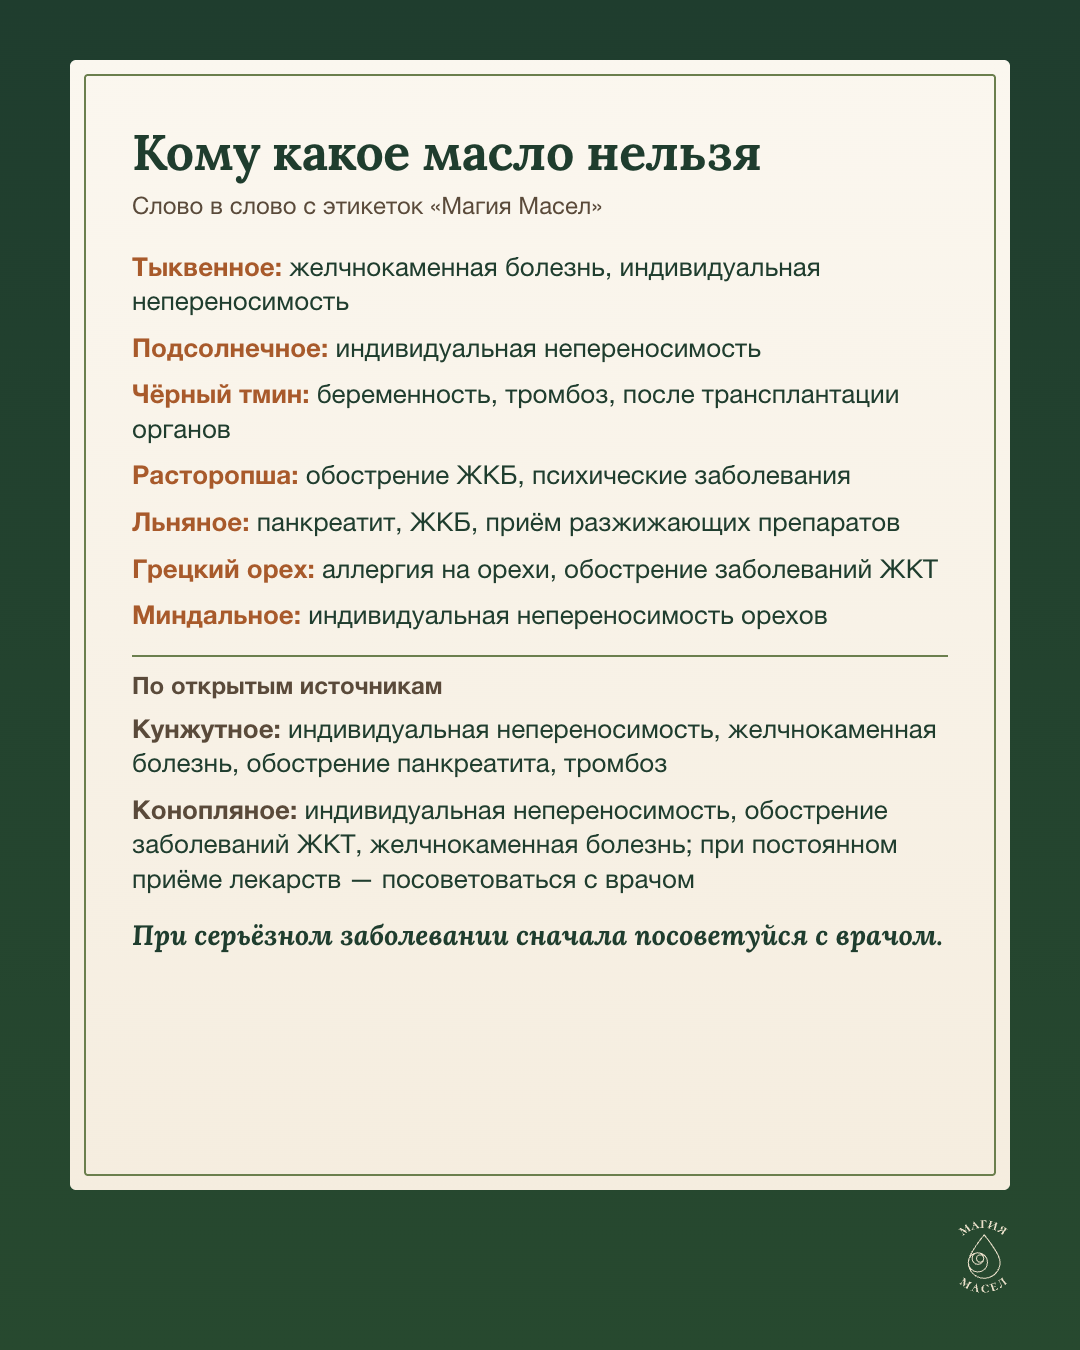 Кому какое масло нельзя
Слово в слово с этикеток «Магия Масел»
Тыквенное: желчнокаменная болезнь, индивидуальная
непереносимость
Подсолнечное: индивидуальная непереносимость
Чёрный тмин: беременность, тромбоз, после трансплантации
органов
Расторопша: обострение ЖКБ, психические заболевания
Льняное: панкреатит, ЖКБ, приём разжижающих препаратов
Грецкий орех: аллергия на орехи, обострение заболеваний ЖКТ
Миндальное: индивидуальная непереносимость орехов
По открытым источникам
Кунжутное: индивидуальная непереносимость, желчнокаменная
болезнь, обострение панкреатита, тромбоз
Конопляное: индивидуальная непереносимость, обострение
заболеваний ЖКТ, желчнокаменная болезнь; при постоянном
приёме лекарств — посоветоваться с врачом
При серьёзном заболевании сначала посоветуйся с врачом.
МАГИЯ
МАСЕЛ